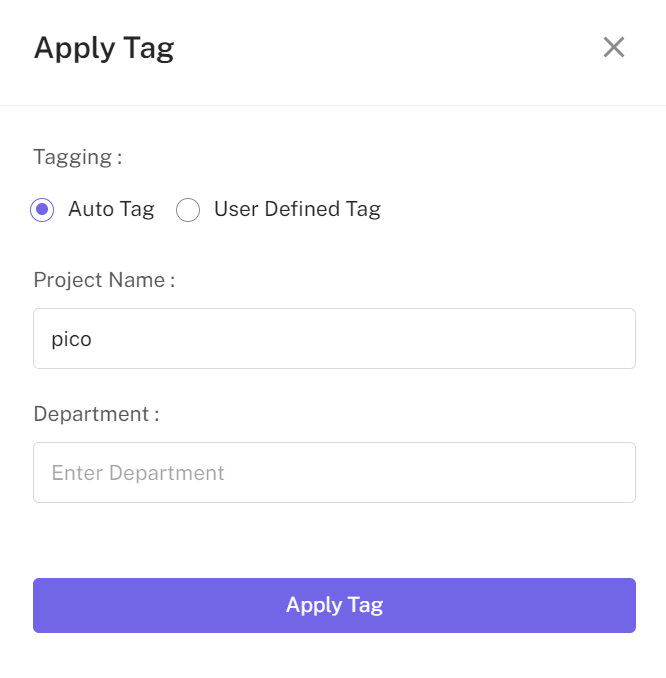 Apply Tag
Tagging :
Auto Tag User Defined Tag
Project Name :
pico
Department :
Enter Department
Apply Tag